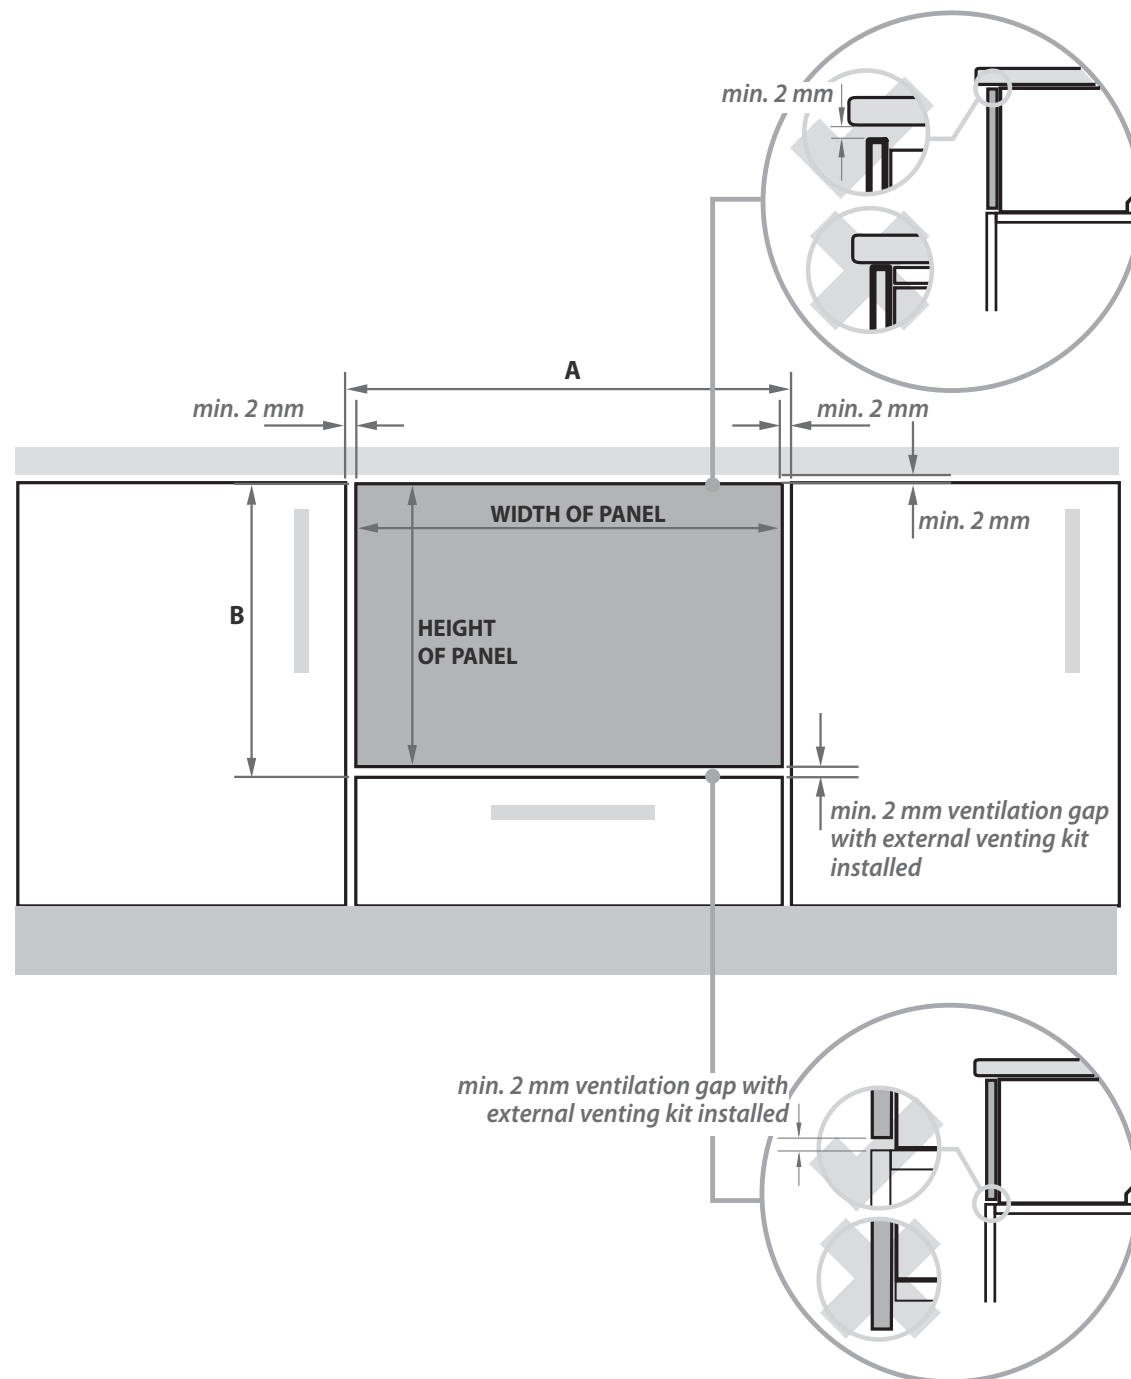 min. 2 mm
A
min. 2 mm
min. 2 mm
WIDTH OF PANEL
min. 2 mm
B
HEIGHT
OF PANEL
min. 2 mm ventilation gap
with external venting kit
installed
min. 2 mm ventilation gap with
external venting kit installed